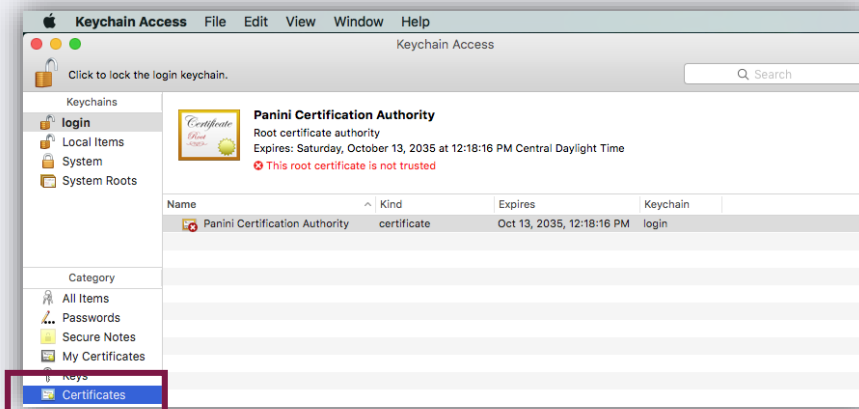 Keychain Access File Edit View Window Help
Keychain Access
Click to lock the login keychain.
Search
Keychains
login
Local Items
System
System Roots
Certificate
Root
Panini Certification Authority
Root certificate authority
Expires: Saturday, October 13, 2035 at 12:18:16 PM Central Daylight Time
This root certificate is not trusted
Name Kind Expires Keychain
Panini Certification Authority certificate Oct 13, 2035, 12:18:16 PM login
Category
All Items
Passwords
Secure Notes
My Certificates
Keys
Certificates